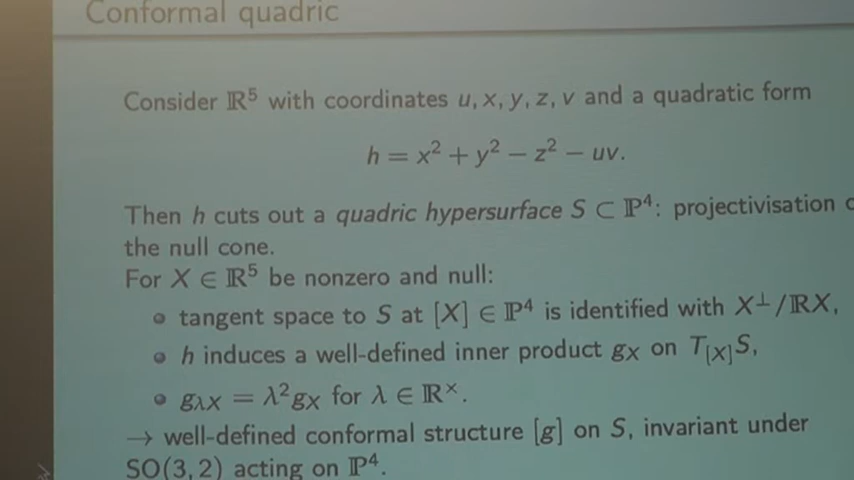 Conformal quadric
Consider ℝ⁵ with coordinates u, x, y, z, v and a quadratic form
h = x² + y² − z² − uv.
Then h cuts out a quadric hypersurface S ⊂ ℙ⁴: projectivisation
the null cone.
For X ∈ ℝ⁵ be nonzero and null:
• tangent space to S at [X] ∈ ℙ⁴ is identified with X⊥/ℝX,
• h induces a well-defined inner product g_X on T_[X]S,
• g_λX = λ²g_X for λ ∈ ℝ×.
→ well-defined conformal structure [g] on S, invariant under
SO(3, 2) acting on ℙ⁴.